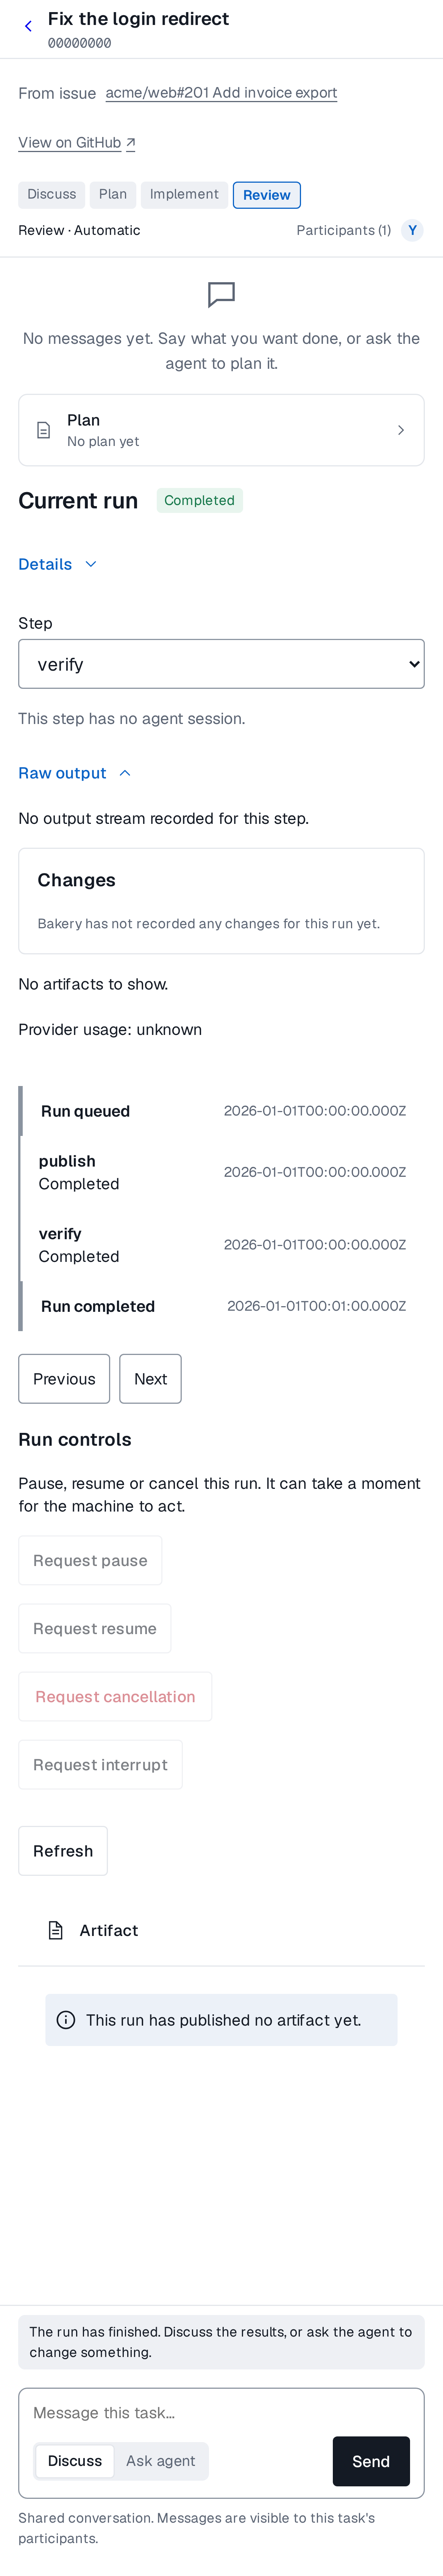 Fix the login redirect
00000000
From issue acme/web#201 Add invoice export
View on GitHub ↗
Discuss Plan Implement Review
Review · Automatic Participants (1) Y
No messages yet. Say what you want done, or ask the
agent to plan it.
Plan
No plan yet
Current run Completed
Details
Step
verify
This step has no agent session.
Raw output
No output stream recorded for this step.
Changes
Bakery has not recorded any changes for this run yet.
No artifacts to show.
Provider usage: unknown
Run queued 2026-01-01T00:00:00.000Z
publish
Completed 2026-01-01T00:00:00.000Z
verify
Completed 2026-01-01T00:00:00.000Z
Run completed 2026-01-01T00:01:00.000Z
Previous Next
Run controls
Pause, resume or cancel this run. It can take a moment
for the machine to act.
Request pause
Request resume
Request cancellation
Request interrupt
Refresh
Artifact
This run has published no artifact yet.
The run has finished. Discuss the results, or ask the agent to
change something.
Message this task...
Discuss Ask agent Send
Shared conversation. Messages are visible to this task's
participants.